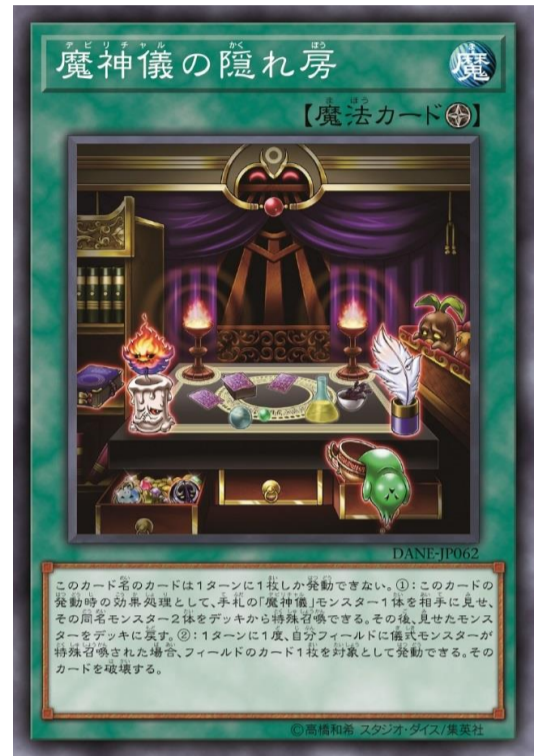 魔神儀の隠れ房
魔
【魔法カード】
DANE-JP062
このカード名のカードは1ターンに1枚しか発動できない。①:このカードの
発動時の効果処理として、手札の「魔神儀」モンスター1体を相手に見せ、
その同名モンスター2体をデッキから特殊召喚できる。その後、見せたモンス
ターをデッキに戻す。②:1ターンに1度、自分フィールドに儀式モンスターが
特殊召喚された場合、フィールドのカード1枚を対象として発動できる。その
カードを破壊する。
©高橋和希 スタジオ・ダイス/集英社